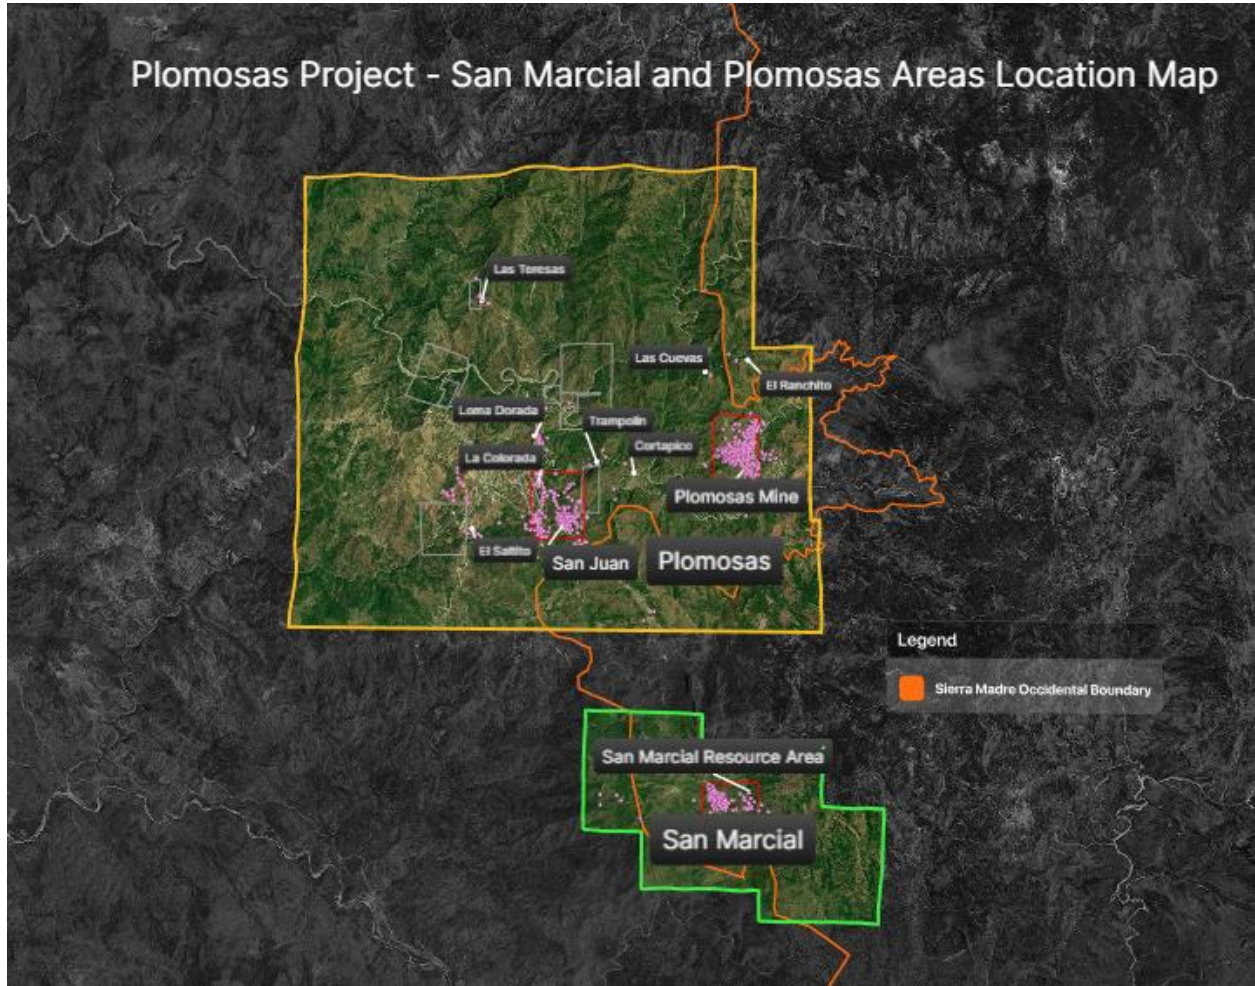 Plomosas Project - San Marcial and Plomosas Areas Location Map
Las Teresas
Las Cuevas
El Ranchito
Loma Dorada
Trampolin
Cortapico
La Colorada
Plomosas Mine
El Saltito
San Juan
Plomosas
Legend
Sierra Madre Occidental Boundary
San Marcial Resource Area
San Marcial